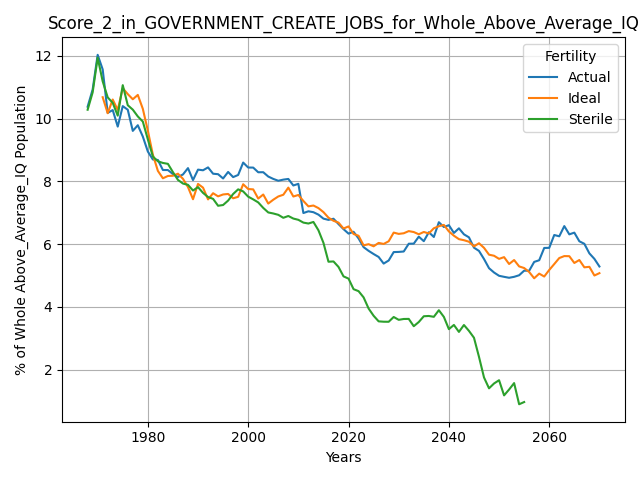 Score_2_in_GOVERNMENT_CREATE_JOBS_for_Whole_Above_Average_IQ
% of Whole Above_Average_IQ Population
12
10
8
6
4
2
Fertility
Actual
Ideal
Sterile
1980
2000
2020
2040
2060
Years